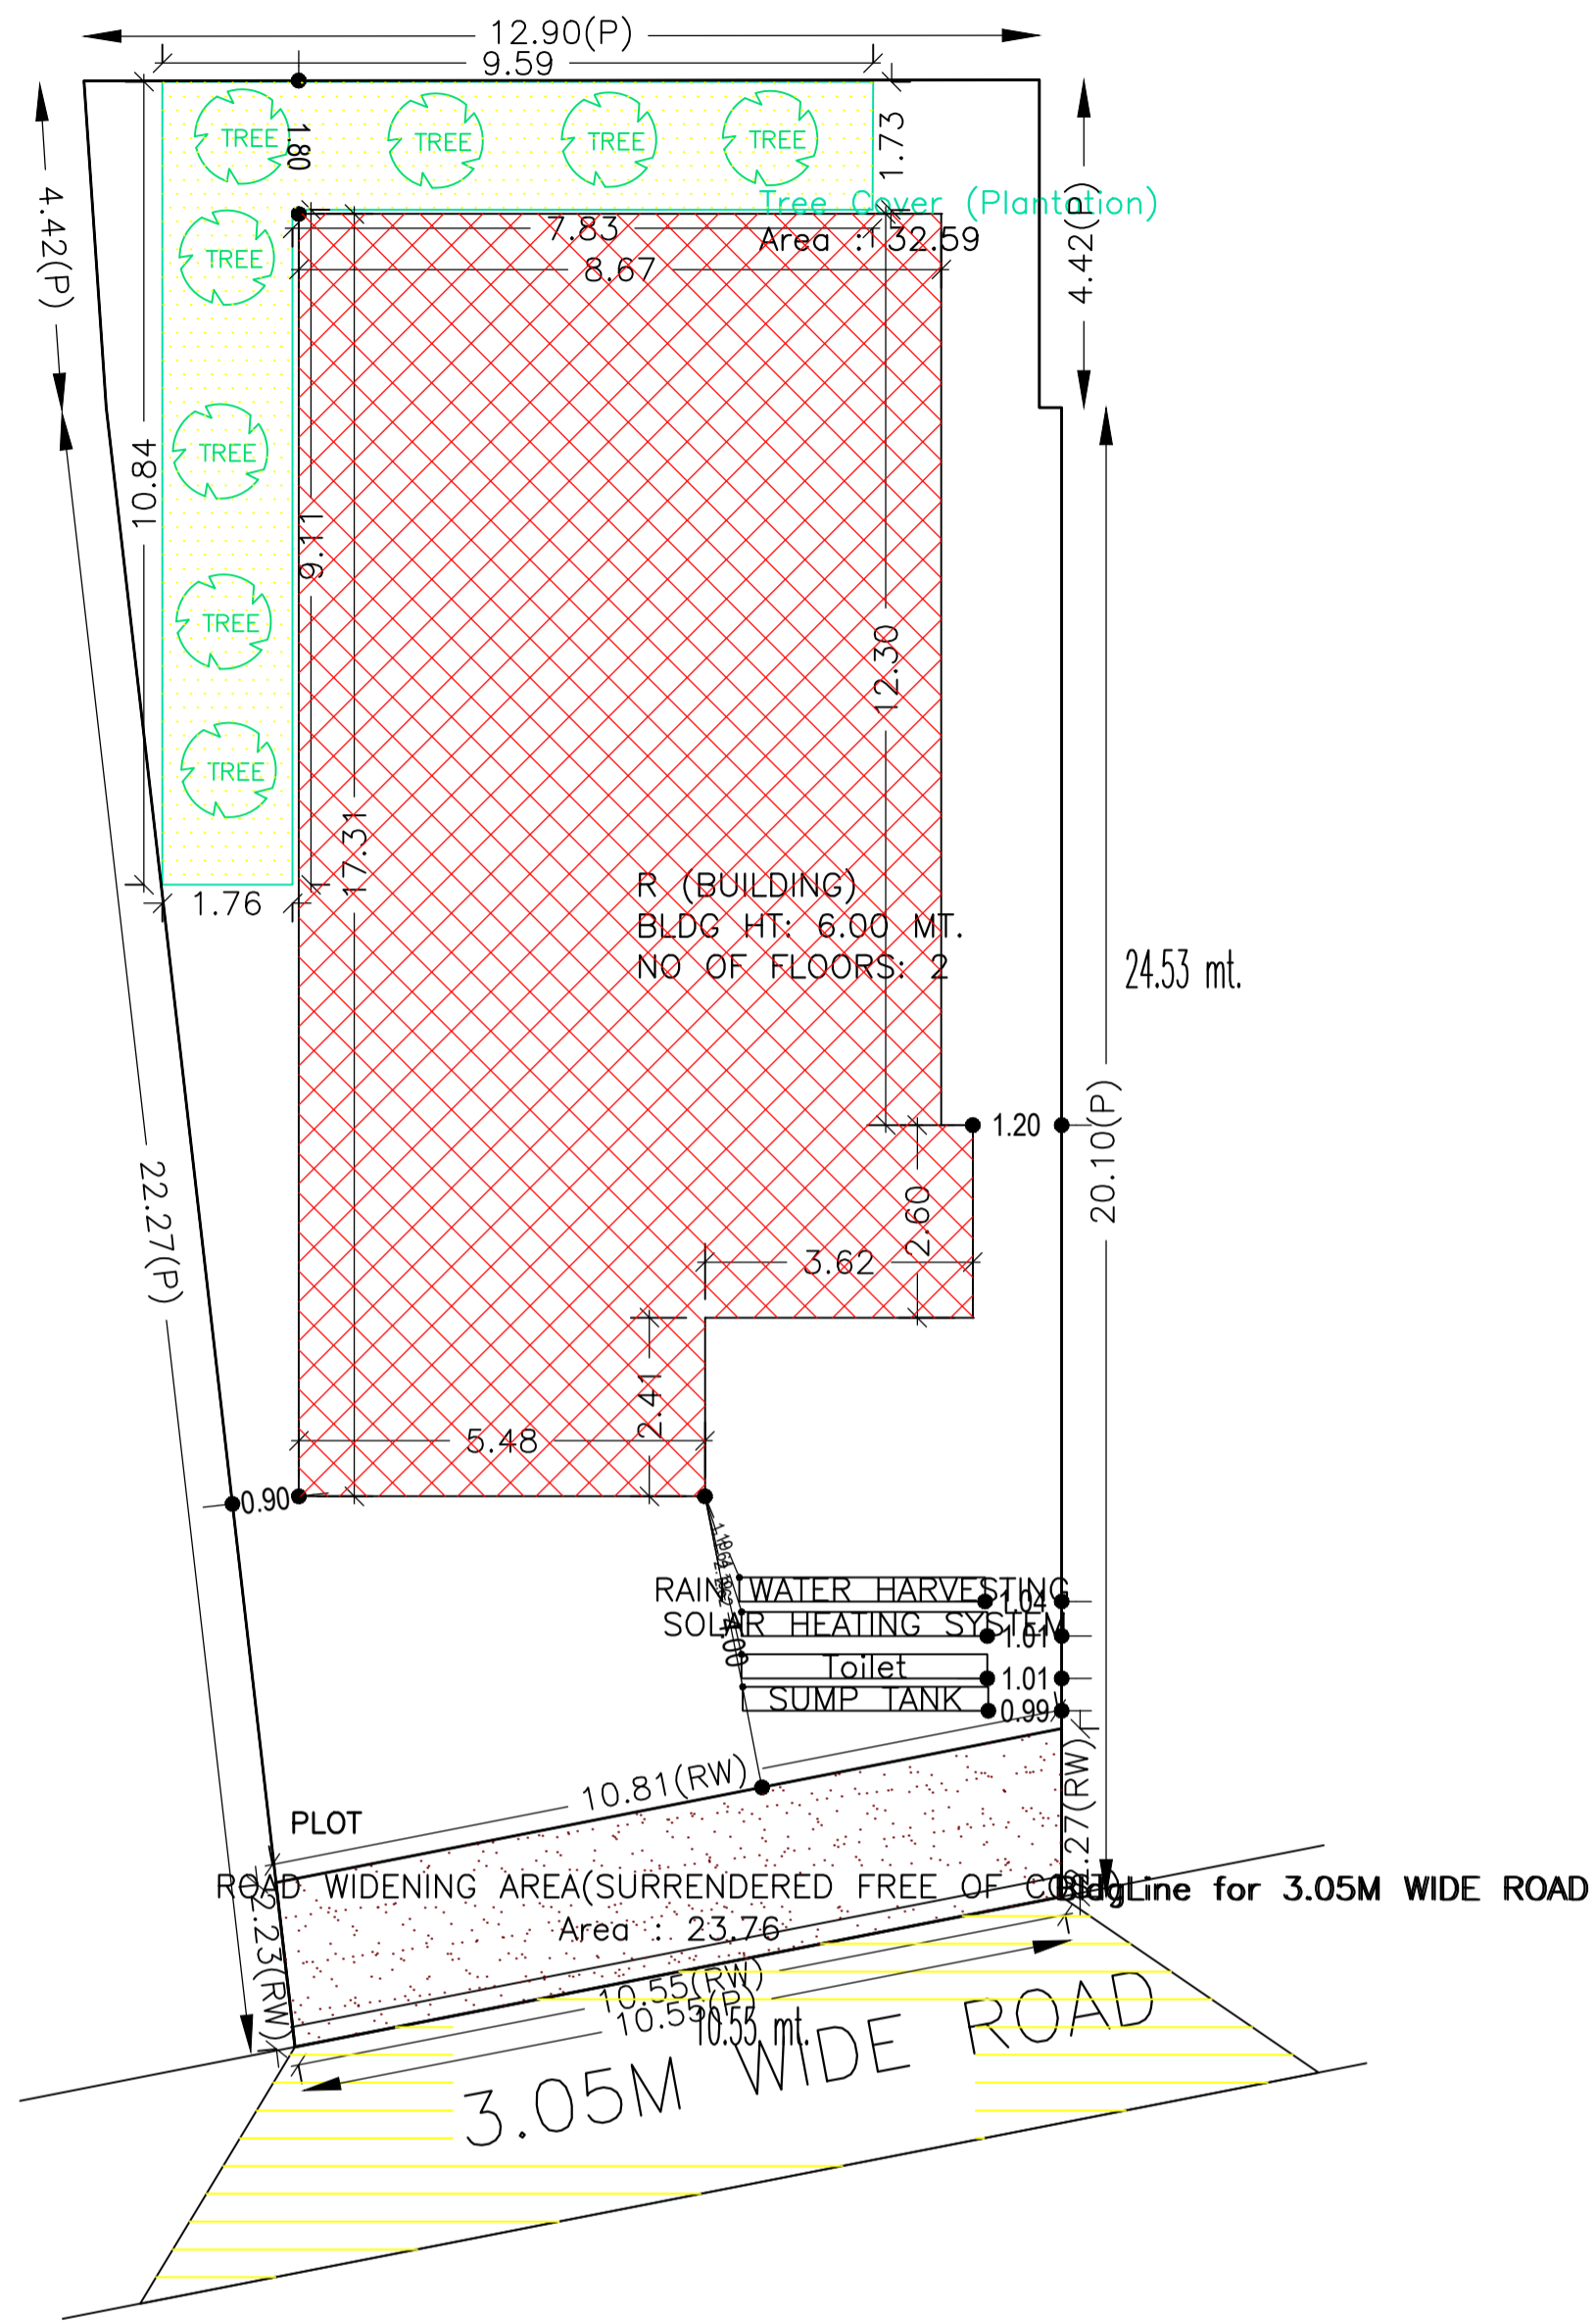 12.90(P)
9.59
TREE
TREE
TREE
TREE
1.80
1.73
4.42(P)
4.42(P)
Tree Cover (Plantation)
7.83
Area : 32.59
8.67
TREE
10.84
TREE
9.11
TREE
12.30
TREE
17.31
1.76
R (BUILDING)
BLDG HT: 6.00 MT.
NO OF FLOORS: 2
24.53 mt.
1.20
20.10(P)
22.27(P)
2.60
3.62
2.41
5.48
0.90
RAIN WATER HARVESTING
1.04
SOLAR HEATING SYSTEM
1.01
4.00
Toilet
1.01
SUMP TANK
0.99
10.81(RW)
2.27(RW)
PLOT
ROAD WIDENING AREA(SURRENDERED FREE OF COST)
BldgLine for 3.05M WIDE ROAD
Area : 23.76
2.23(RW)
10.55(RW)
10.55(P)
10.55 mt.
3.05M WIDE ROAD